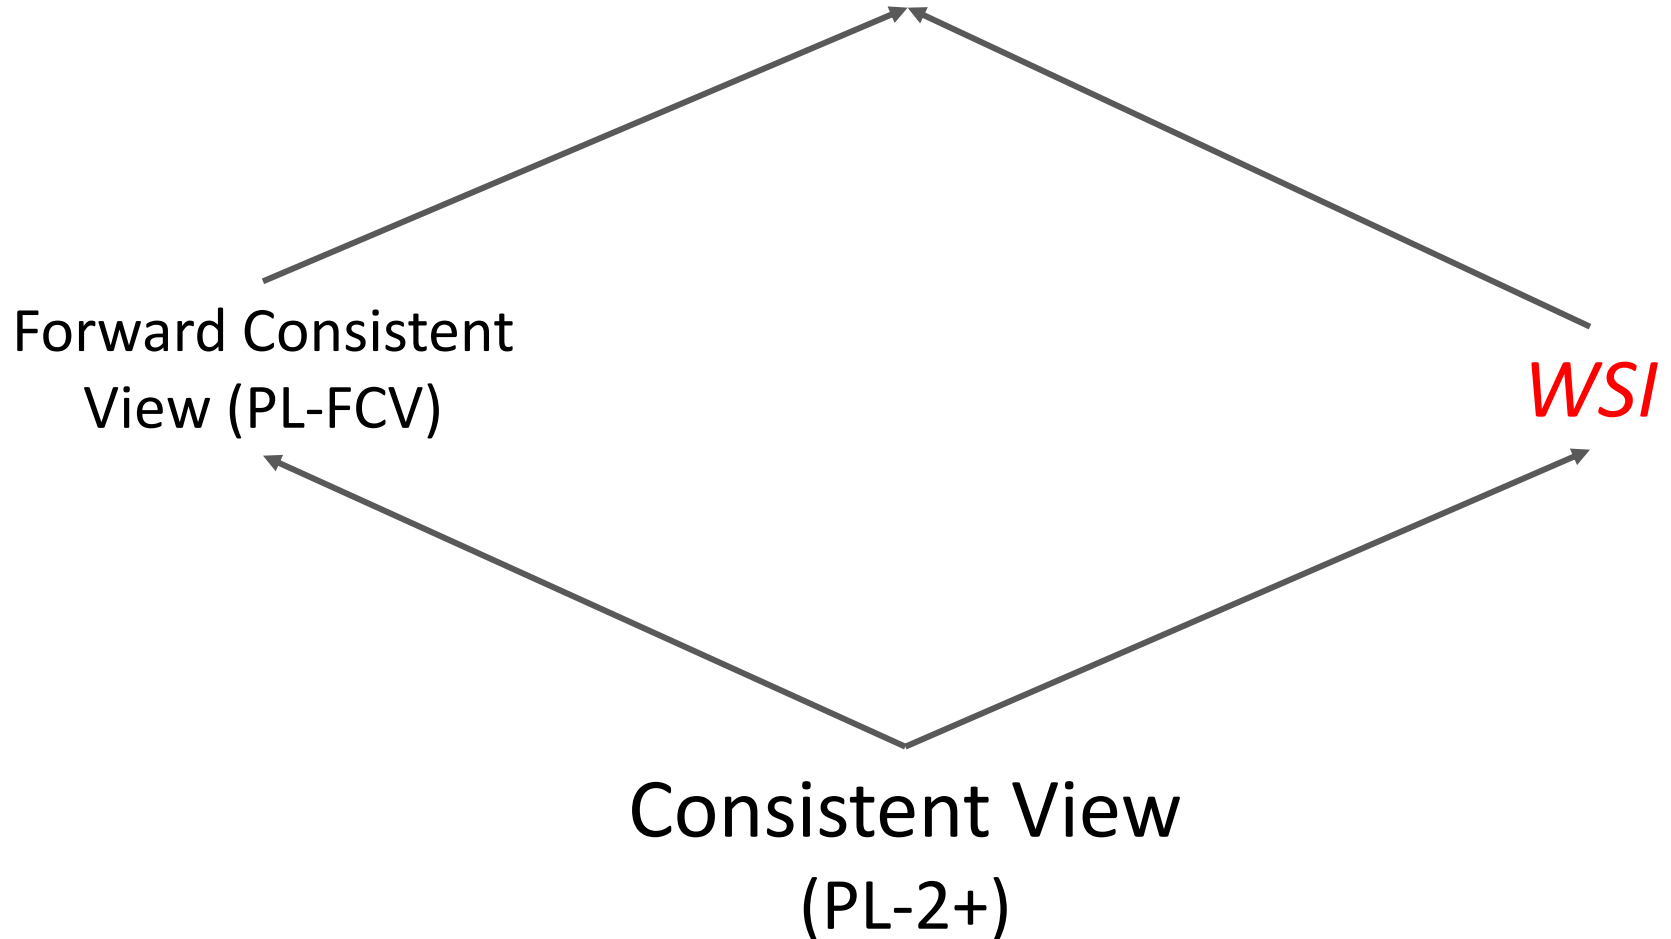 Forward Consistent
View (PL-FCV)
WSI
Consistent View
(PL-2+)